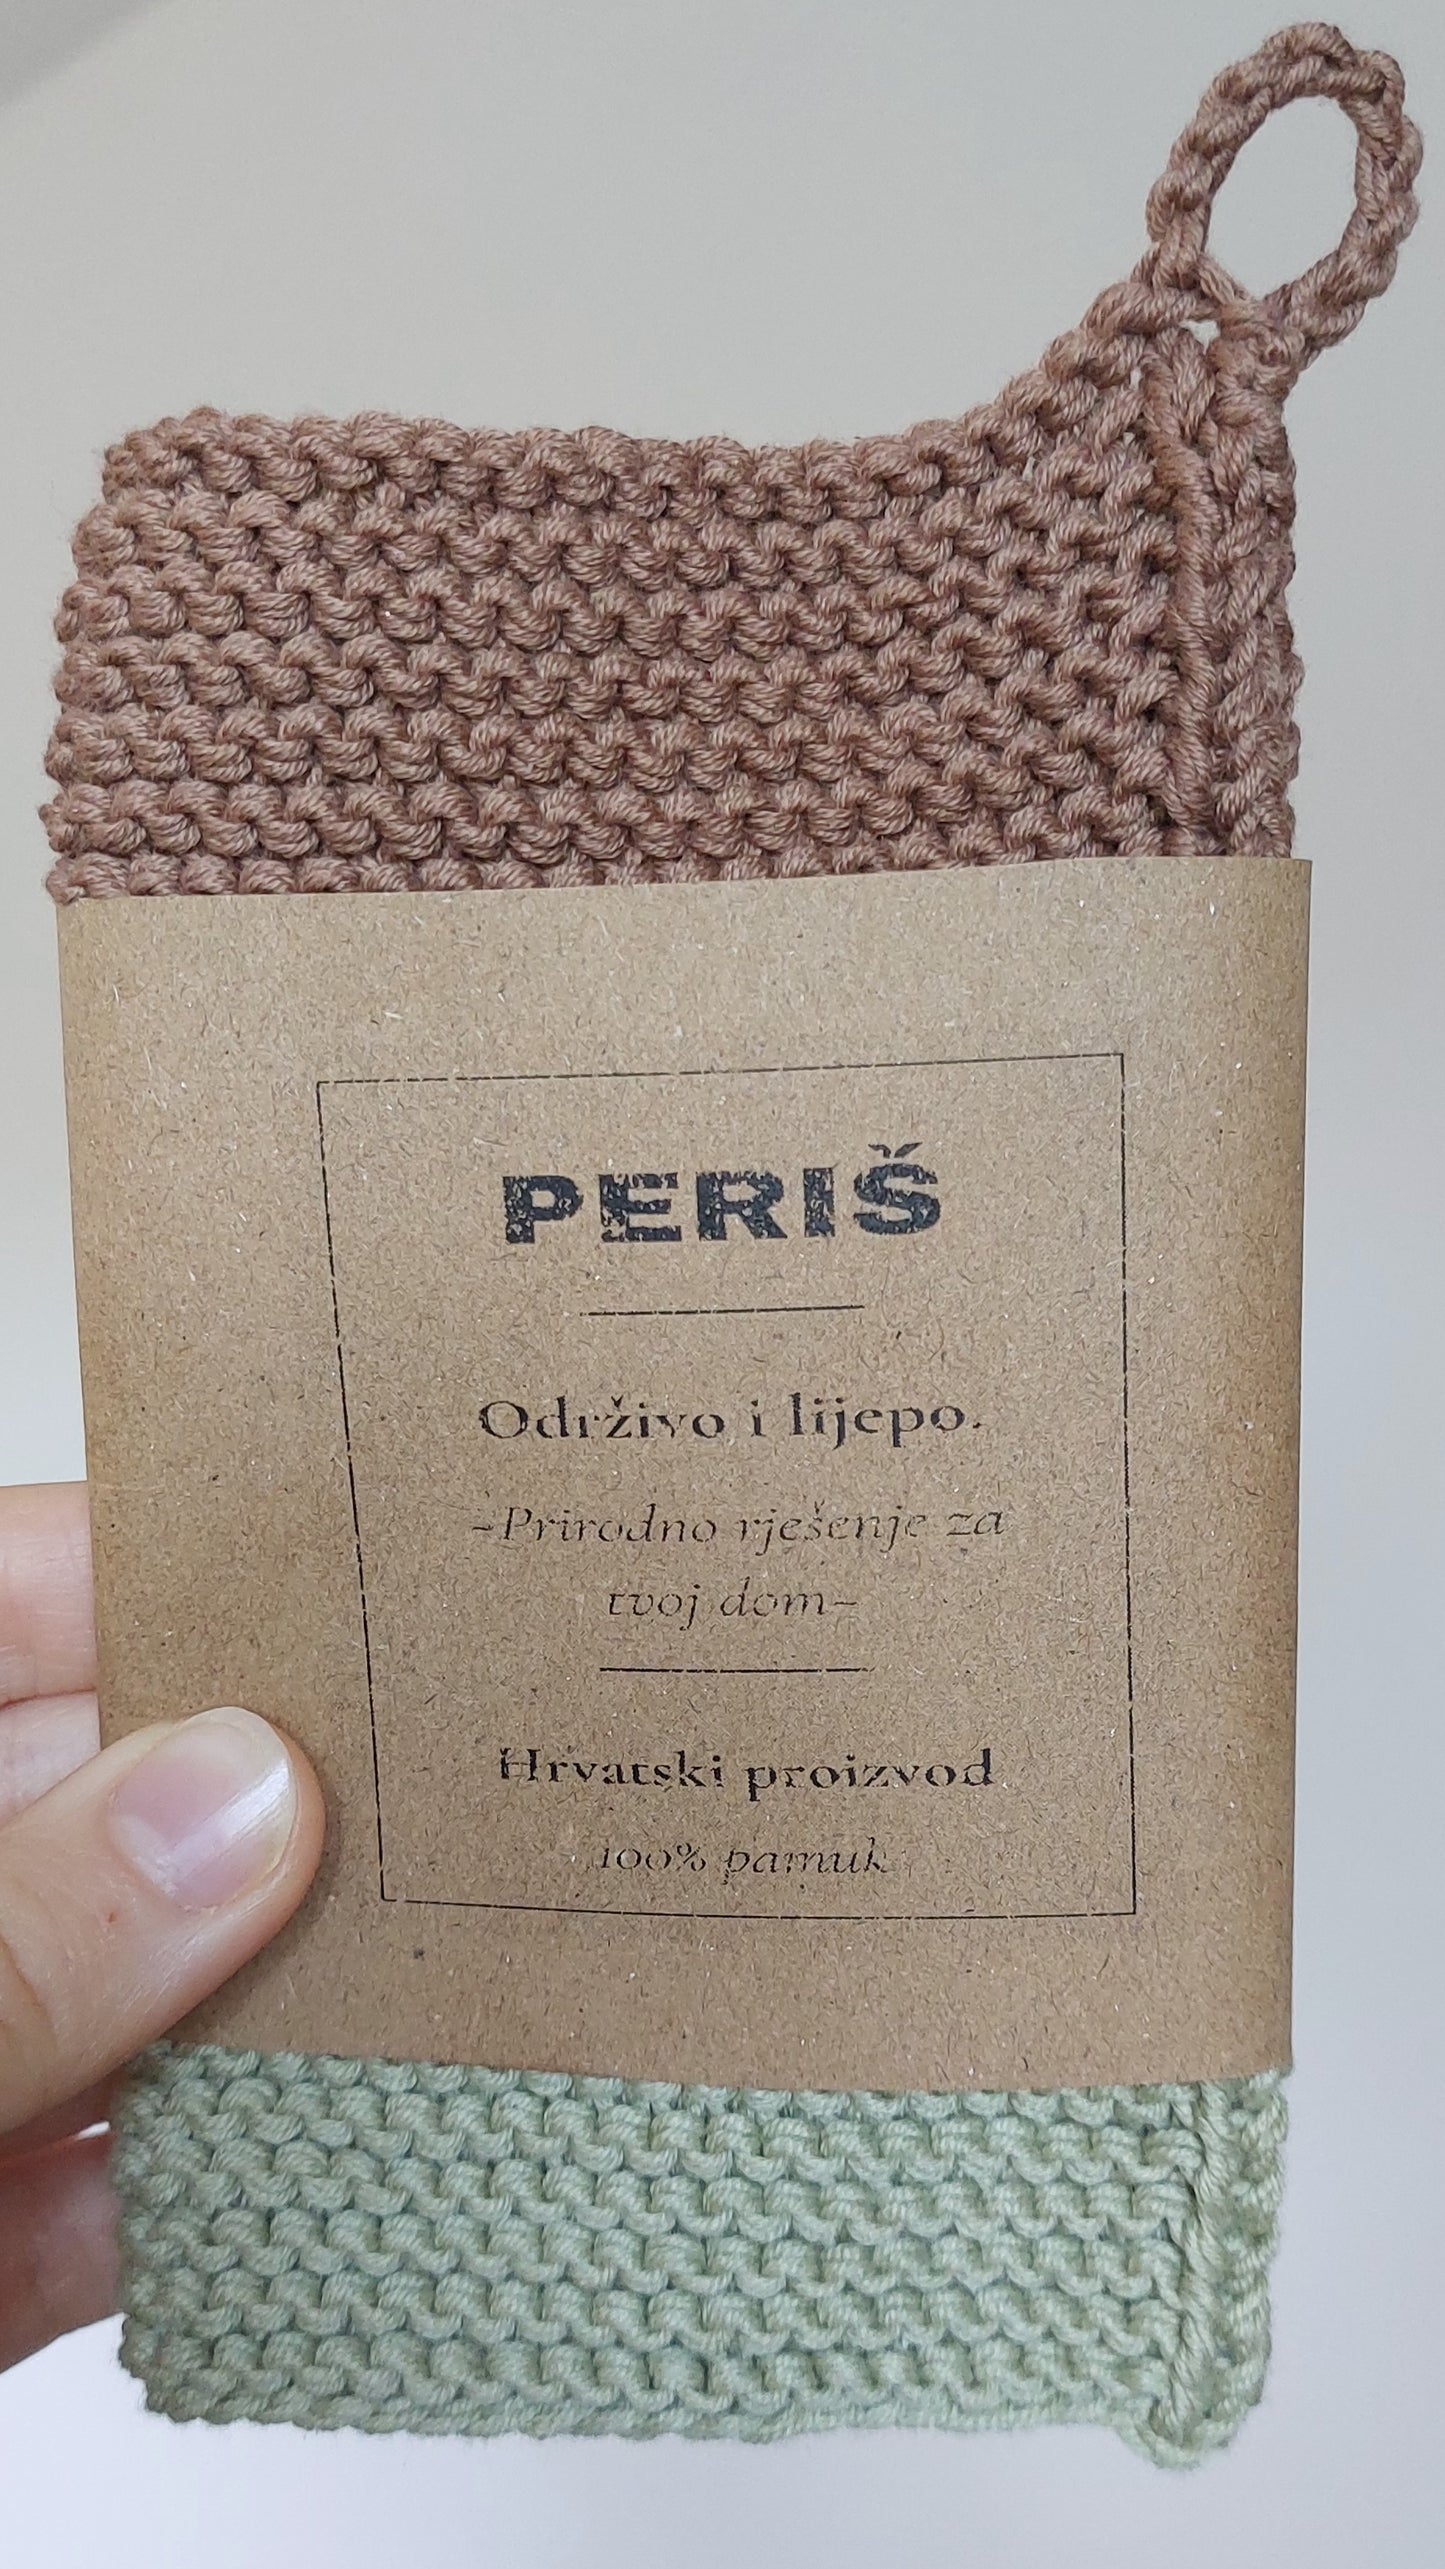 PERIŠ
Održivo i lijepo.
-Prirodno rješenje za
tvoj dom-
Hrvatski proizvod
100% pamuk